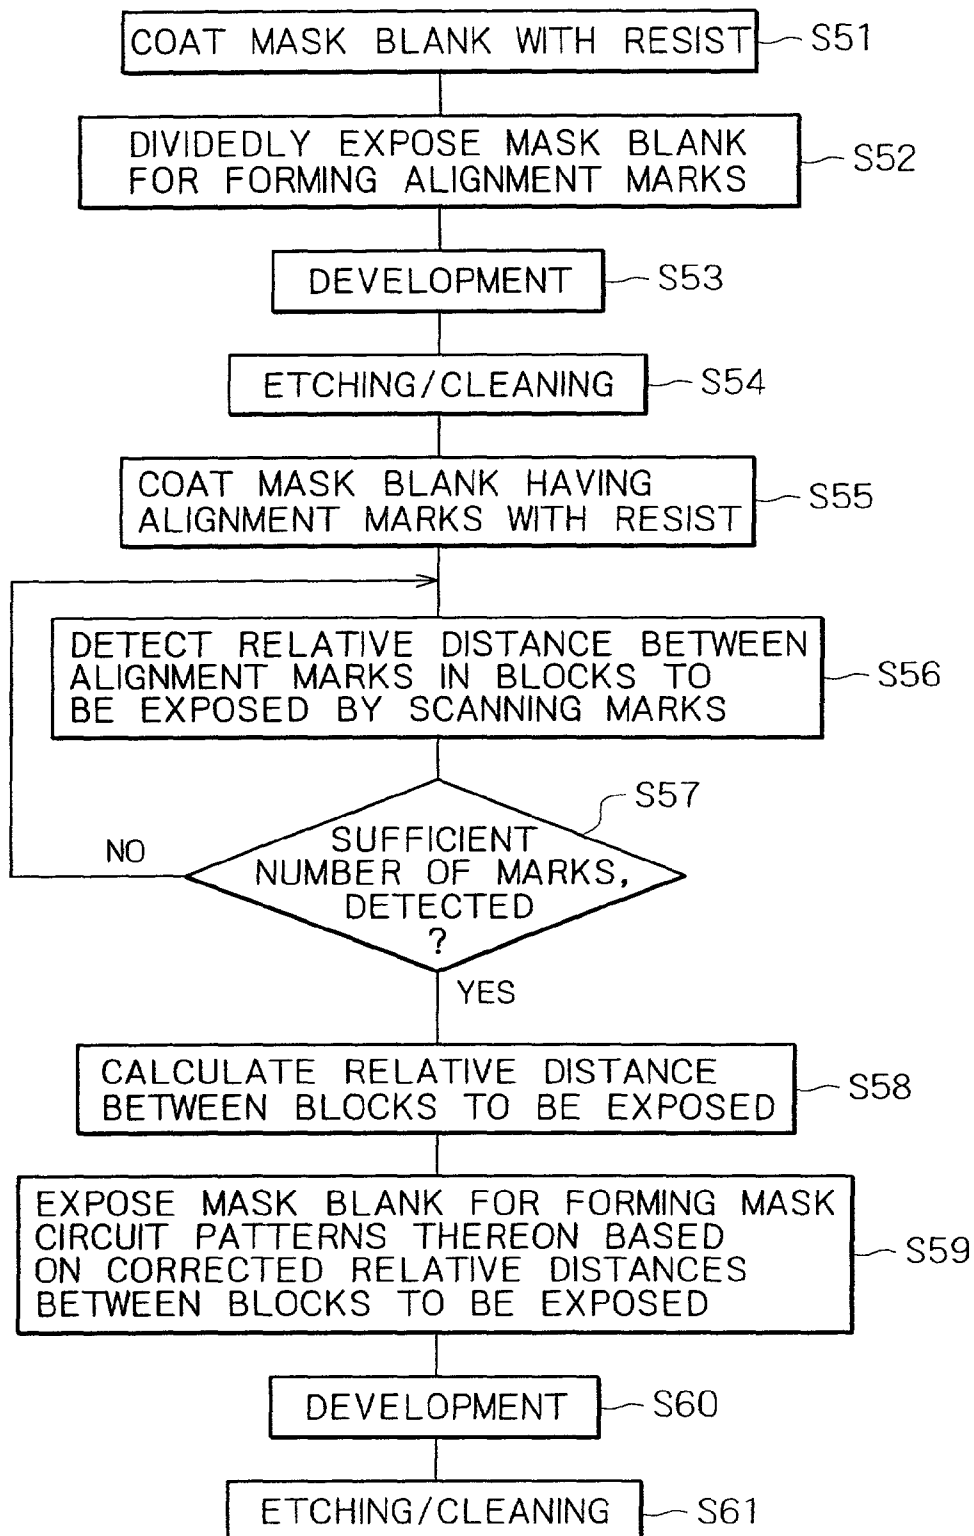 COAT MASK BLANK WITH RESIST
S51
DIVIDEDLY EXPOSE MASK BLANK
FOR FORMING ALIGNMENT MARKS
S52
DEVELOPMENT
S53
ETCHING/CLEANING
S54
COAT MASK BLANK HAVING
ALIGNMENT MARKS WITH RESIST
S55
DETECT RELATIVE DISTANCE BETWEEN
ALIGNMENT MARKS IN BLOCKS TO
BE EXPOSED BY SCANNING MARKS
S56
S57
SUFFICIENT
NUMBER OF MARKS,
DETECTED
?
NO
YES
CALCULATE RELATIVE DISTANCE
BETWEEN BLOCKS TO BE EXPOSED
S58
EXPOSE MASK BLANK FOR FORMING MASK
CIRCUIT PATTERNS THEREON BASED
ON CORRECTED RELATIVE DISTANCES
BETWEEN BLOCKS TO BE EXPOSED
S59
DEVELOPMENT
S60
ETCHING/CLEANING
S61